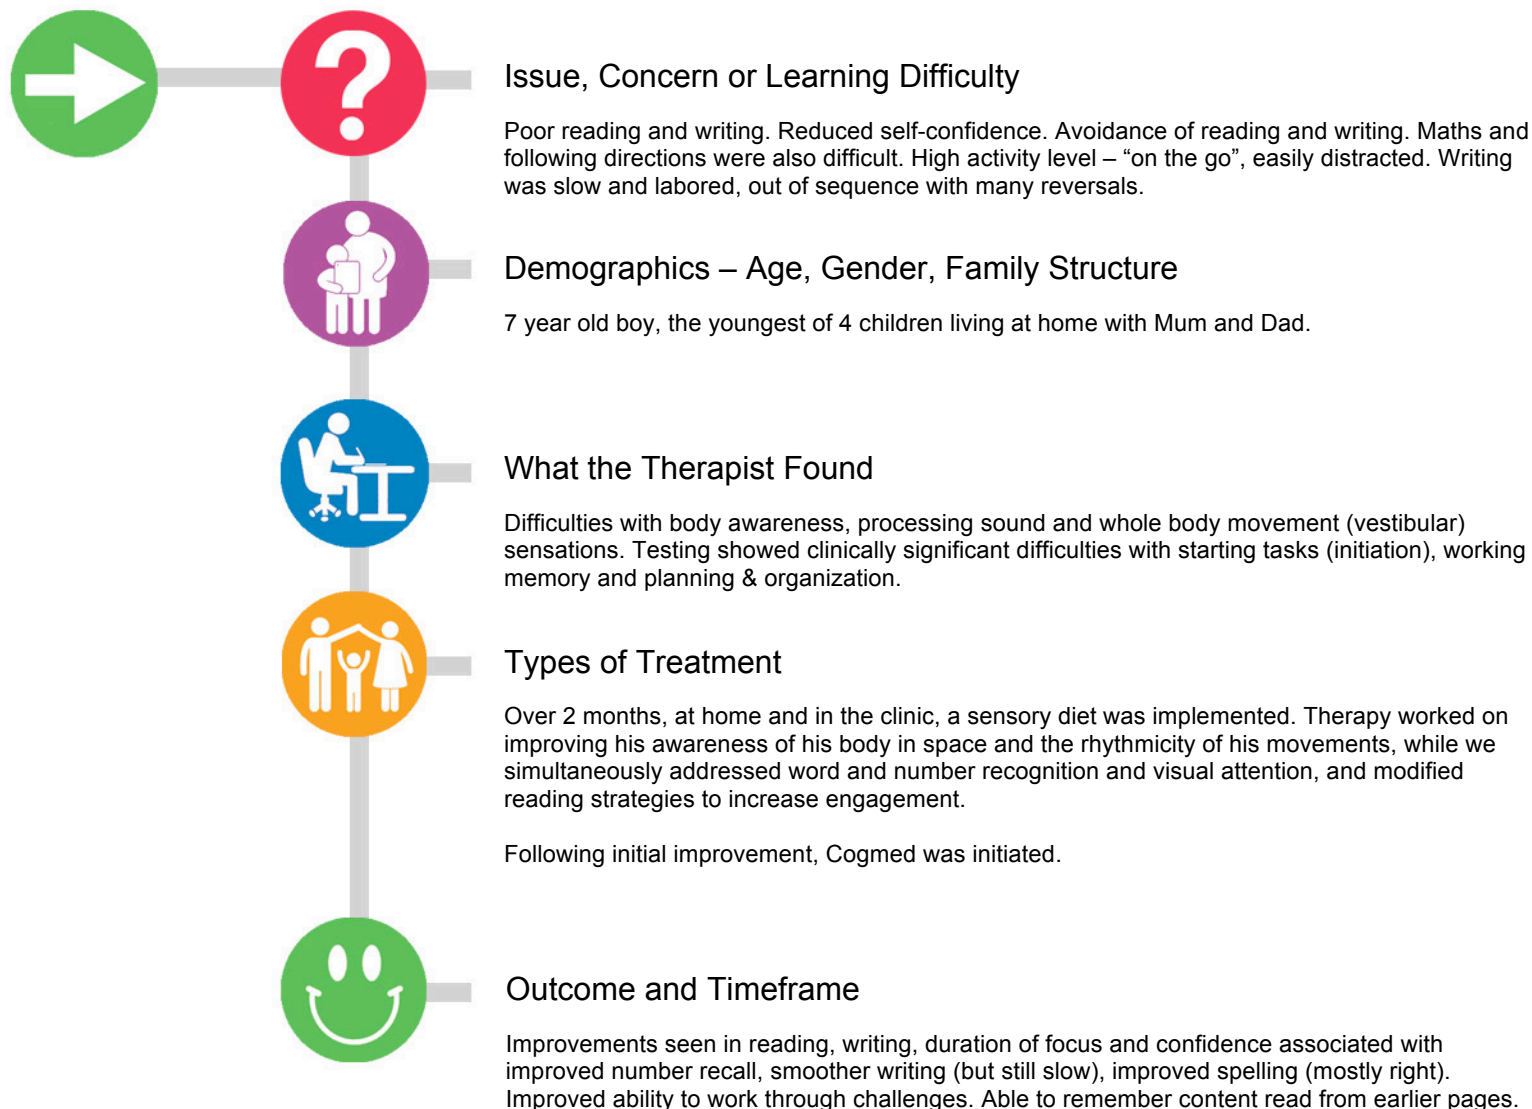 ?
Issue, Concern or Learning Difficulty
Poor reading and writing. Reduced self-confidence. Avoidance of reading and writing. Maths and
following directions were also difficult. High activity level – “on the go”, easily distracted. Writing
was slow and labored, out of sequence with many reversals.
Demographics – Age, Gender, Family Structure
7 year old boy, the youngest of 4 children living at home with Mum and Dad.
What the Therapist Found
Difficulties with body awareness, processing sound and whole body movement (vestibular)
sensations. Testing showed clinically significant difficulties with starting tasks (initiation), working
memory and planning & organization.
Types of Treatment
Over 2 months, at home and in the clinic, a sensory diet was implemented. Therapy worked on
improving his awareness of his body in space and the rhythmicity of his movements, while we
simultaneously addressed word and number recognition and visual attention, and modified
reading strategies to increase engagement.
Following initial improvement, Cogmed was initiated.
Outcome and Timeframe
Improvements seen in reading, writing, duration of focus and confidence associated with
improved number recall, smoother writing (but still slow), improved spelling (mostly right).
Improved ability to work through challenges. Able to remember content read from earlier pages.